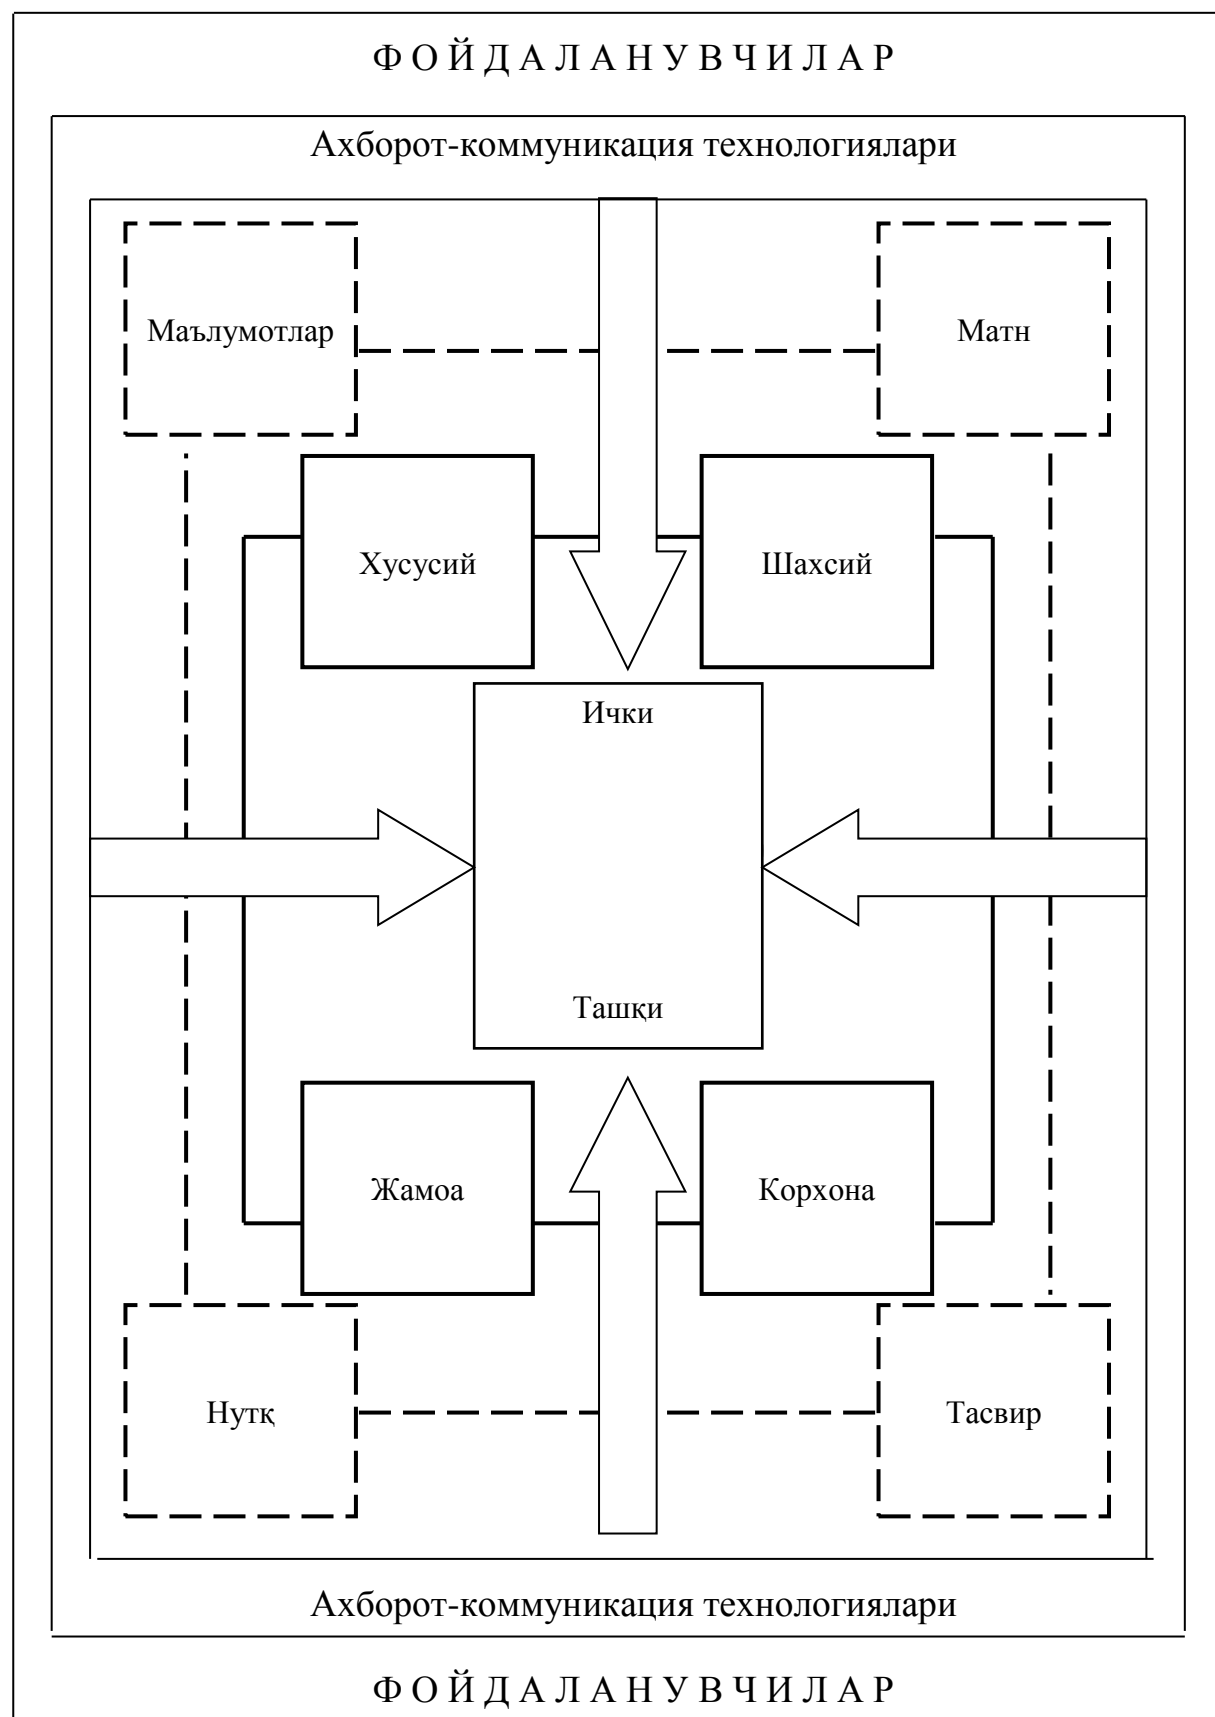 Ф О Й Д А Л А Н У В Ч И Л А Р
Ахборот-коммуникация технологиялари
Маълумотлар
Матн
Хусусий
Шахсий
Ички
Ташқи
Жамоа
Корхона
Нутқ
Тасвир
Ахборот-коммуникация технологиялари
Ф О Й Д А Л А Н У В Ч И Л А Р